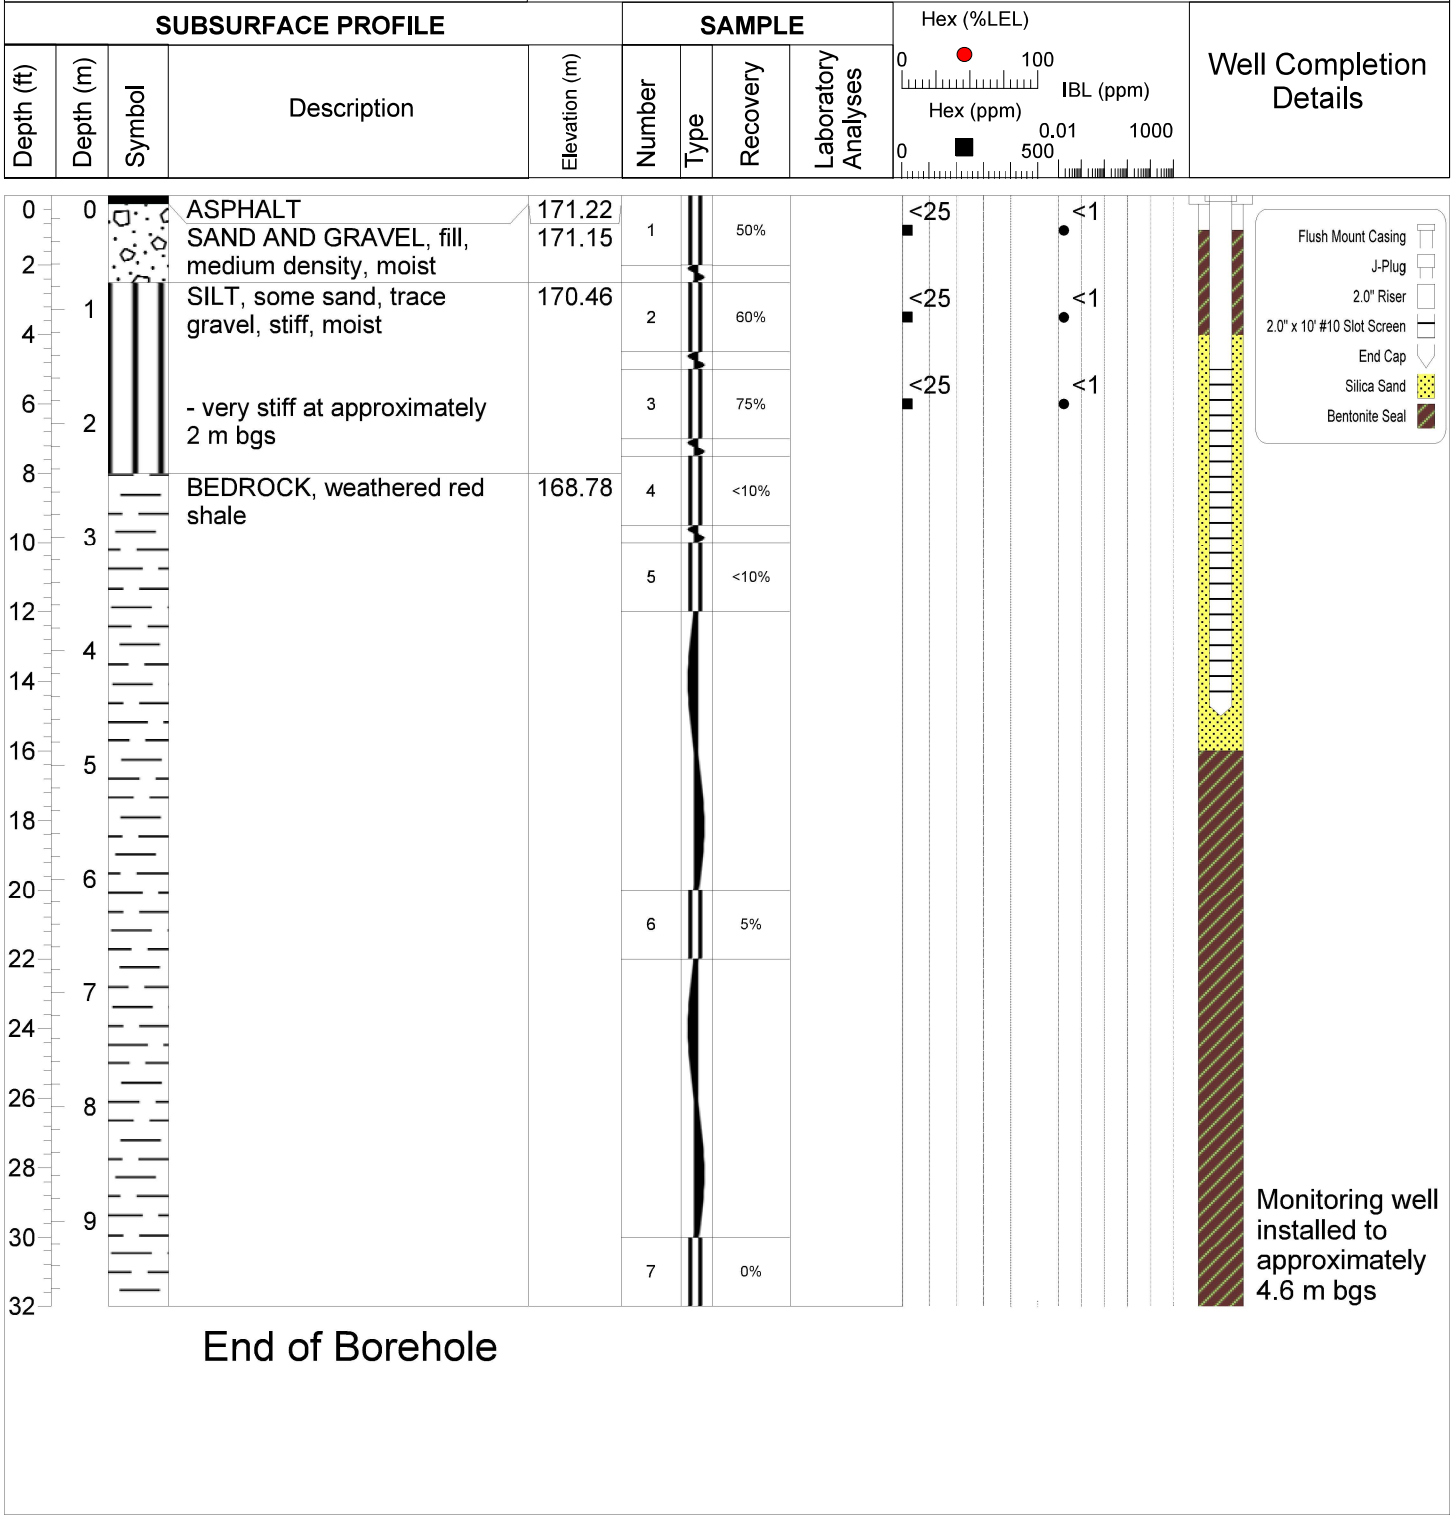 SUBSURFACE PROFILE
SAMPLE
Depth (ft)
Depth (m)
Symbol
Description
Elevation (m)
Number
Type
Recovery
Laboratory
Analyses
Hex (%LEL)
0 100
Hex (ppm)
0 500
IBL (ppm)
0.01 1000
Well Completion
Details
0 0 ASPHALT 171.22
SAND AND GRAVEL, fill, 171.15
medium density, moist
1 50% <25 <1
2
SILT, some sand, trace 170.46
gravel, stiff, moist
1
2 60% <25 <1
4
- very stiff at approximately
2 m bgs
6
2
3 75% <25 <1
8
BEDROCK, weathered red 168.78
shale
4 <10%
10
3
5 <10%
12
4
14
16
5
18
6
20
6 5%
22
7
24
26
8
28
9
30
7 0%
32
Flush Mount Casing
J-Plug
2.0" Riser
2.0" x 10' #10 Slot Screen
End Cap
Silica Sand
Bentonite Seal
Monitoring well
installed to
approximately
4.6 m bgs
End of Borehole